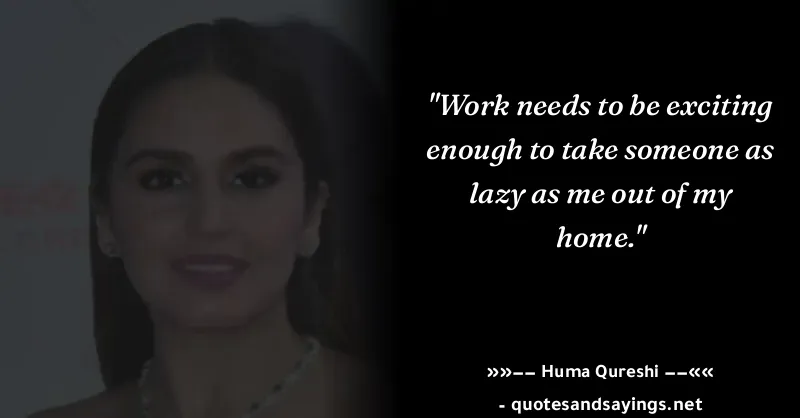 "Work needs to be exciting
enough to take someone as
lazy as me out of my
home."
»»−− Huma Qureshi −−««
- quotesandsayings.net